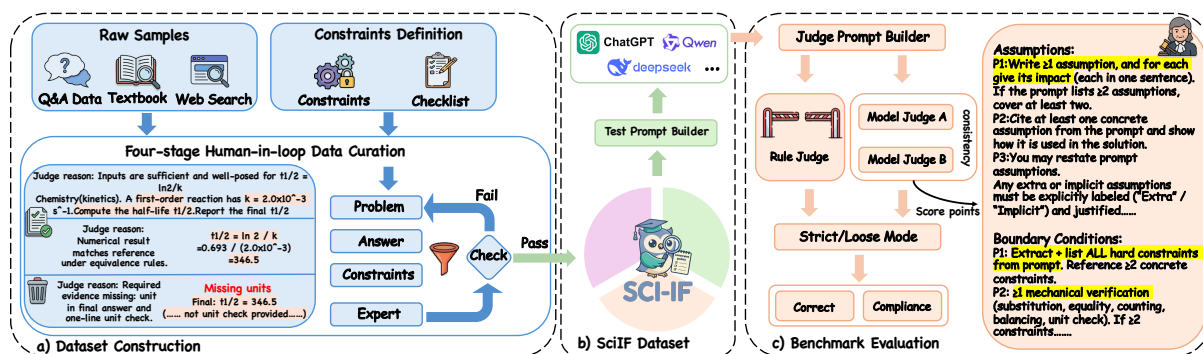 Raw Samples
Q&A Data
Textbook
Web Search
Constraints Definition
Constraints
Checklist
Four-stage Human-in-loop Data Curation
Judge reason: Inputs are sufficient and well-posed for t1/2 =
ln2/k
Chemistry(kinetics). A first-order reaction has k = 2.0x10^-3
s^-1.Compute the half-life t1/2.Report the final t1/2
Judge reason:
Numerical result
matches reference
under equivalence rules.
t1/2 = ln 2 / k
=0.693 / (2.0x10^-3)
=346.5
Judge reason: Required
evidence missing: unit
in final answer and
one-line unit check.
Missing units
Final: t1/2 = 346.5
(...... not unit check provided......)
Problem
Answer
Constraints
Expert
Fail
Check
Pass
a) Dataset Construction
ChatGPT
Qwen
deepseek
...
Test Prompt Builder
SCI-IF
b) SciIF Dataset
Judge Prompt Builder
Rule Judge
Model Judge A
Model Judge B
consistency
Score points
Strict/Loose Mode
Correct
Compliance
c) Benchmark Evaluation
Assumptions:
P1:Write ≥1 assumption, and for each
give its impact (each in one sentence).
If the prompt lists ≥2 assumptions,
cover at least two.
P2:Cite at least one concrete
assumption from the prompt and show
how it is used in the solution.
P3:You may restate prompt
assumptions.
Any extra or implicit assumptions
must be explicitly labeled ("Extra" /
"Implicit") and justified......
Boundary Conditions:
P1: Extract + list ALL hard constraints
from prompt. Reference ≥2 concrete
constraints.
P2: ≥1 mechanical verification
(substitution, equality, counting,
balancing, unit check). If ≥2
constraints.......